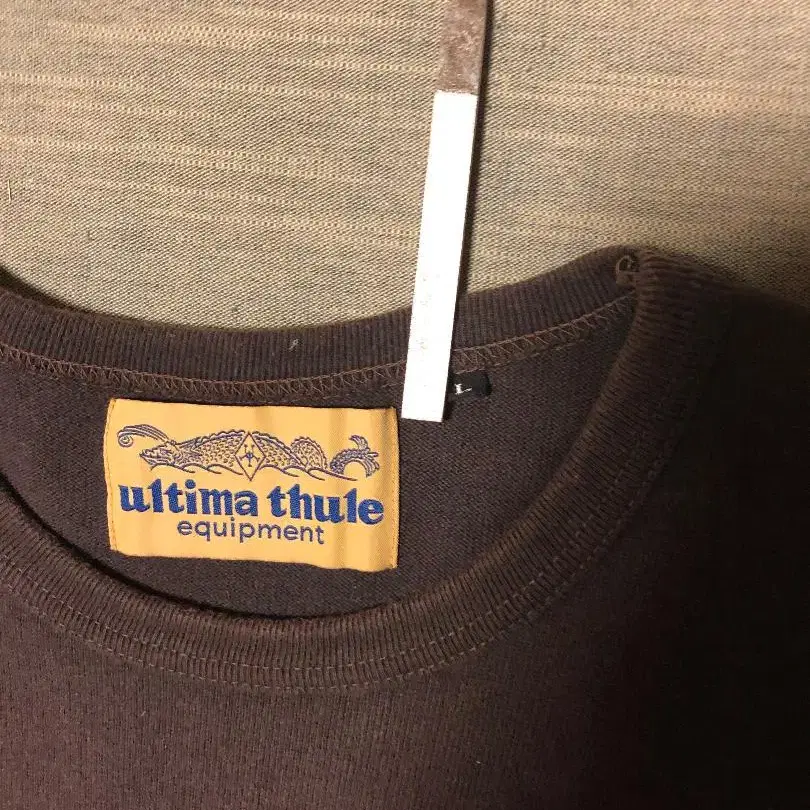 ultima thule
equipment
L